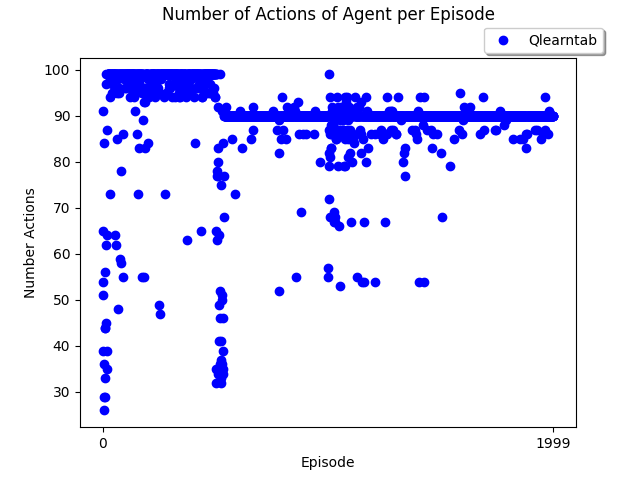 Number of Actions of Agent per Episode
Qlearntab
100
90
80
70
60
50
40
30
Number Actions
0
1999
Episode